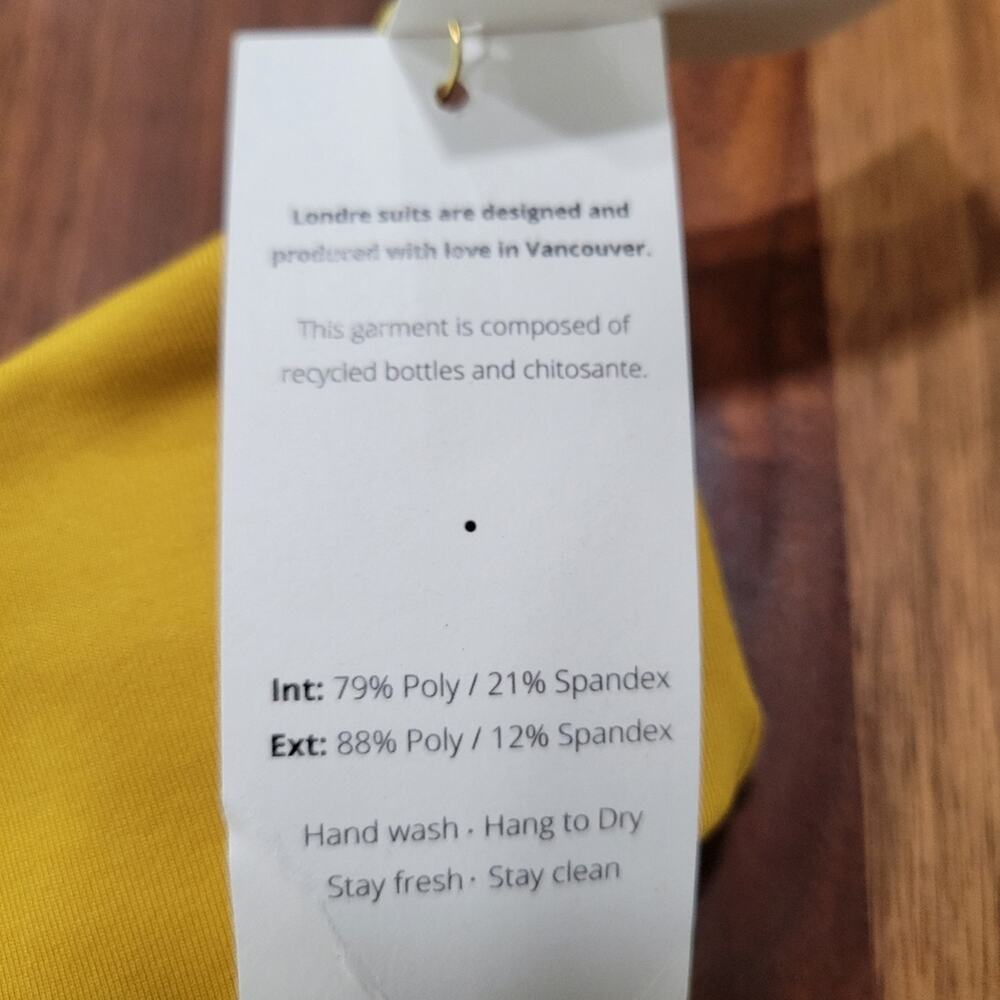 Londre suits are designed and
produced with love in Vancouver.
This garment is composed of
recycled bottles and chitosante.
Int: 79% Poly / 21% Spandex
Ext: 88% Poly / 12% Spandex
Hand wash · Hang to Dry
Stay fresh · Stay clean